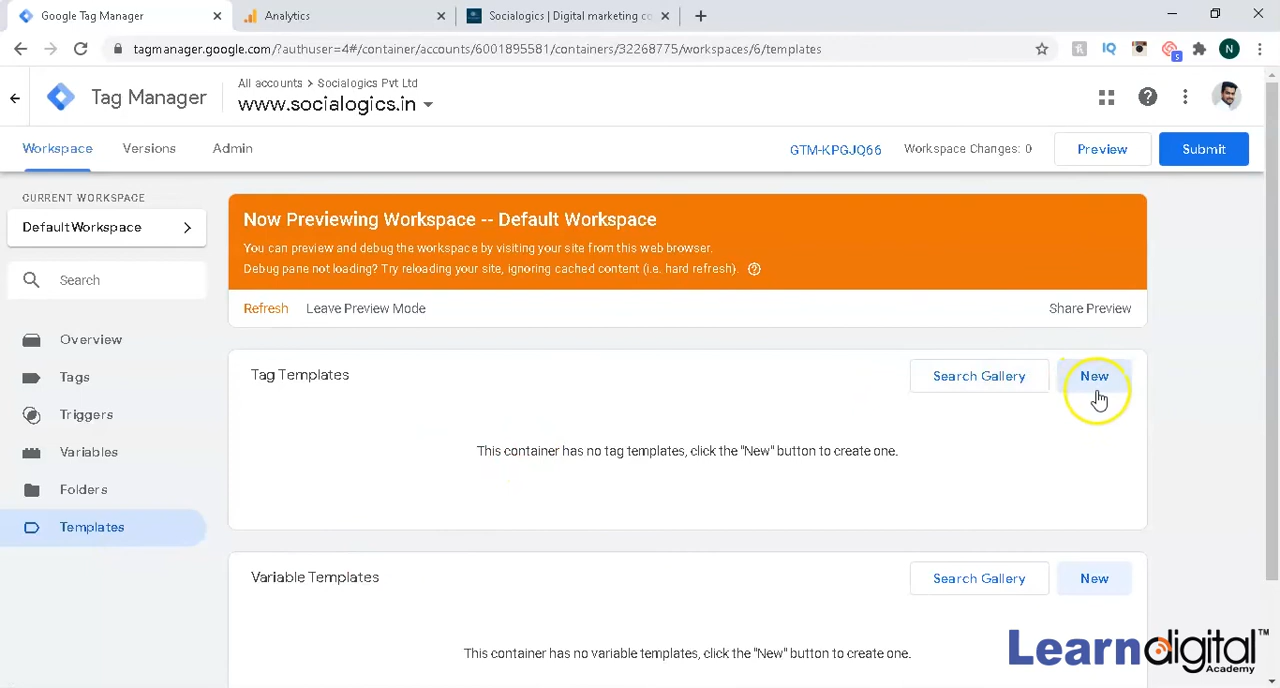 Google Tag Manager
Analytics
Socialogics | Digital marketing co
tagmanager.google.com/?authuser=4#/container/accounts/6001895581/containers/32268775/workspaces/6/templates
IQ
5
N
Tag Manager
All accounts > Socialogics Pvt Ltd
www.socialogics.in
Workspace
Versions
Admin
GTM-KPGJQ66
Workspace Changes: 0
Preview
Submit
CURRENT WORKSPACE
Default Workspace
Search
Overview
Tags
Triggers
Variables
Folders
Templates
Now Previewing Workspace -- Default Workspace
You can preview and debug the workspace by visiting your site from this web browser.
Debug pane not loading? Try reloading your site, ignoring cached content (i.e. hard refresh).
Refresh
Leave Preview Mode
Share Preview
Tag Templates
Search Gallery
New
This container has no tag templates, click the "New" button to create one.
Variable Templates
Search Gallery
New
This container has no variable templates, click the "New" button to create one.
Learndigital™
Academy